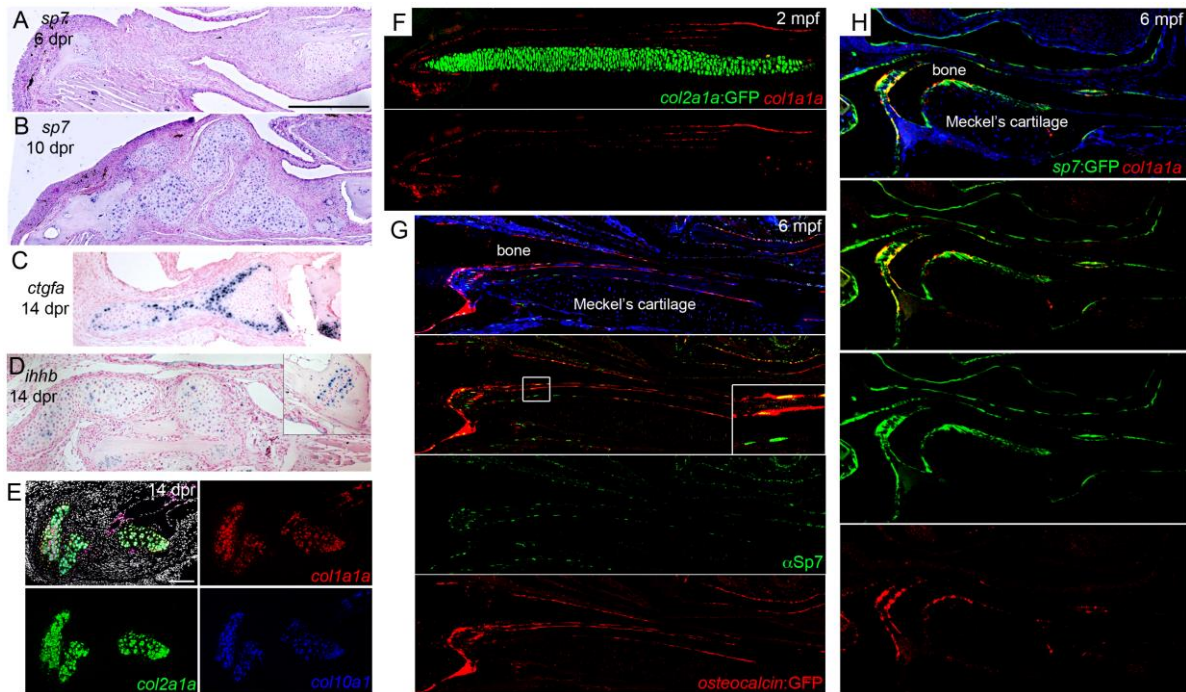 A
sp7
6 dpr
B
sp7
10 dpr
C
ctgfa
14 dpr
D
ihhb
14 dpr
E
14 dpr
col1a1a
col2a1a
col10a1
F
2 mpf
col2a1a:GFP col1a1a
G
6 mpf
bone
Meckel's cartilage
αSp7
osteocalcin:GFP
H
6 mpf
bone
Meckel's cartilage
sp7:GFP col1a1a